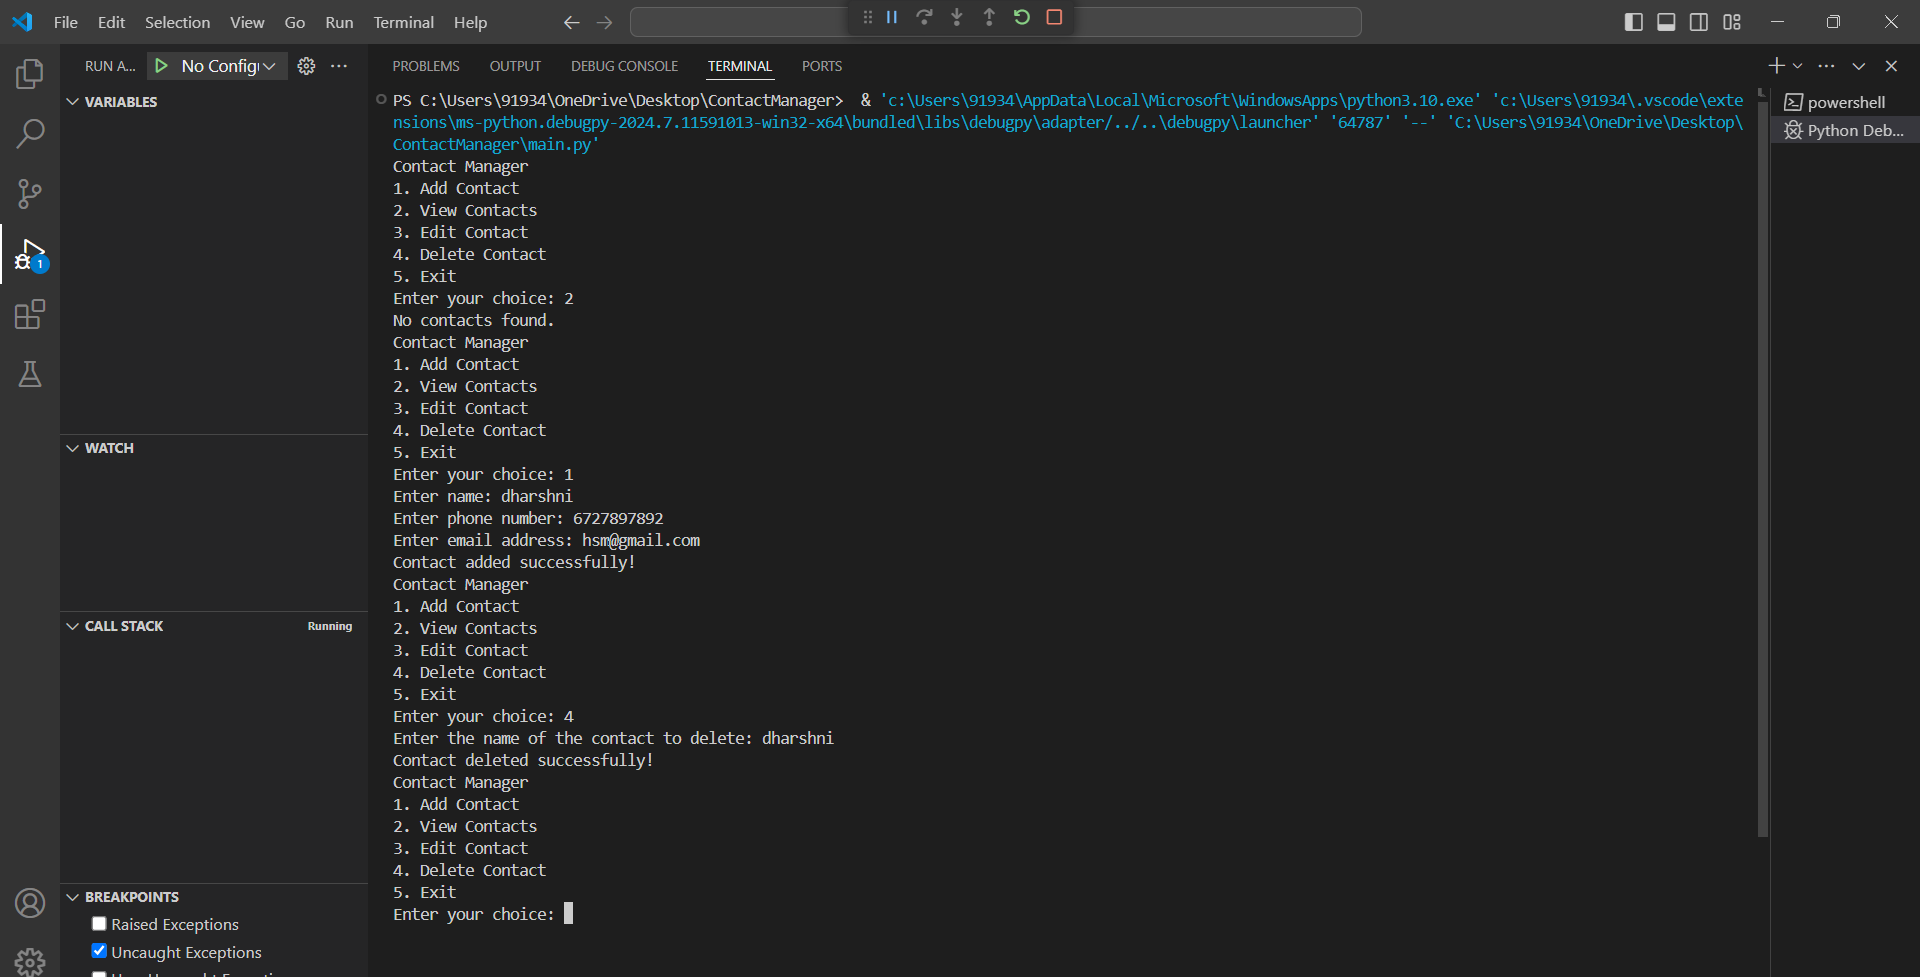 File Edit Selection View Go Run Terminal Help
RUN A... No Config
PROBLEMS OUTPUT DEBUG CONSOLE TERMINAL PORTS
VARIABLES
WATCH
CALL STACK Running
BREAKPOINTS
Raised Exceptions
Uncaught Exceptions
1
PS C:\Users\91934\OneDrive\Desktop\ContactManager> & 'c:\Users\91934\AppData\Local\Microsoft\WindowsApps\python3.10.exe' 'c:\Users\91934\.vscode\exte
nsions\ms-python.debugpy-2024.7.11591013-win32-x64\bundled\libs\debugpy\adapter/../..\debugpy\launcher' '64787' '--' 'C:\Users\91934\OneDrive\Desktop\
ContactManager\main.py'
Contact Manager
1. Add Contact
2. View Contacts
3. Edit Contact
4. Delete Contact
5. Exit
Enter your choice: 2
No contacts found.
Contact Manager
1. Add Contact
2. View Contacts
3. Edit Contact
4. Delete Contact
5. Exit
Enter your choice: 1
Enter name: dharshni
Enter phone number: 6727897892
Enter email address: hsm@gmail.com
Contact added successfully!
Contact Manager
1. Add Contact
2. View Contacts
3. Edit Contact
4. Delete Contact
5. Exit
Enter your choice: 4
Enter the name of the contact to delete: dharshni
Contact deleted successfully!
Contact Manager
1. Add Contact
2. View Contacts
3. Edit Contact
4. Delete Contact
5. Exit
Enter your choice:
powershell
Python Deb...